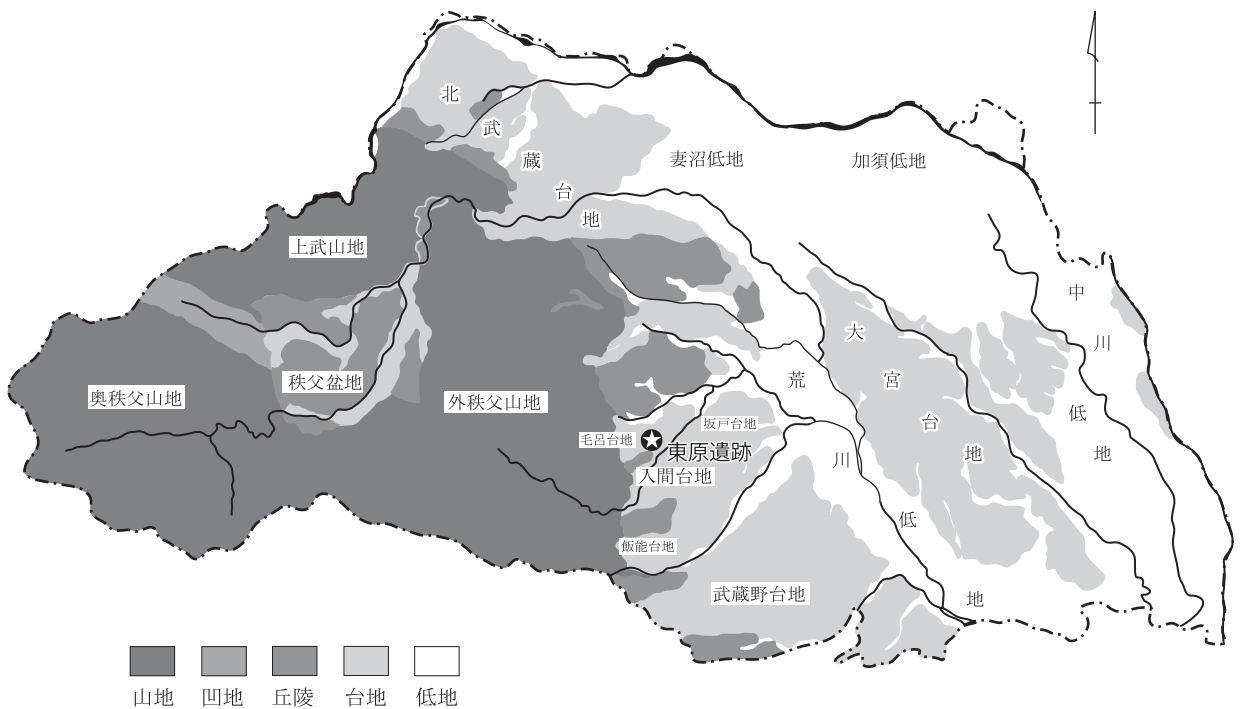 北武蔵台地
妻沼低地
加須低地
上武山地
中川低地
大宮台地
荒川低地
秩父盆地
奥秩父山地
外秩父山地
坂戸台地
毛呂台地
東原遺跡
入間台地
飯能台地
武蔵野台地
山地
凹地
丘陵
台地
低地